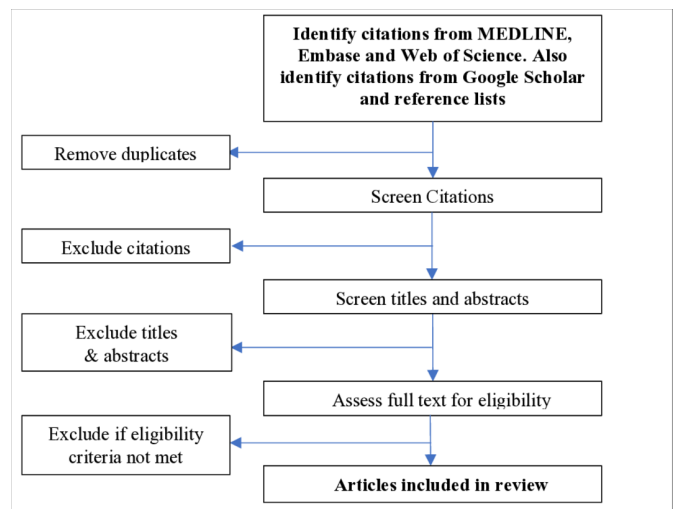 Identify citations from MEDLINE,
Embase and Web of Science. Also
identify citations from Google Scholar
and reference lists
Remove duplicates
Screen Citations
Exclude citations
Screen titles and abstracts
Exclude titles
& abstracts
Assess full text for eligibility
Exclude if eligibility
criteria not met
Articles included in review